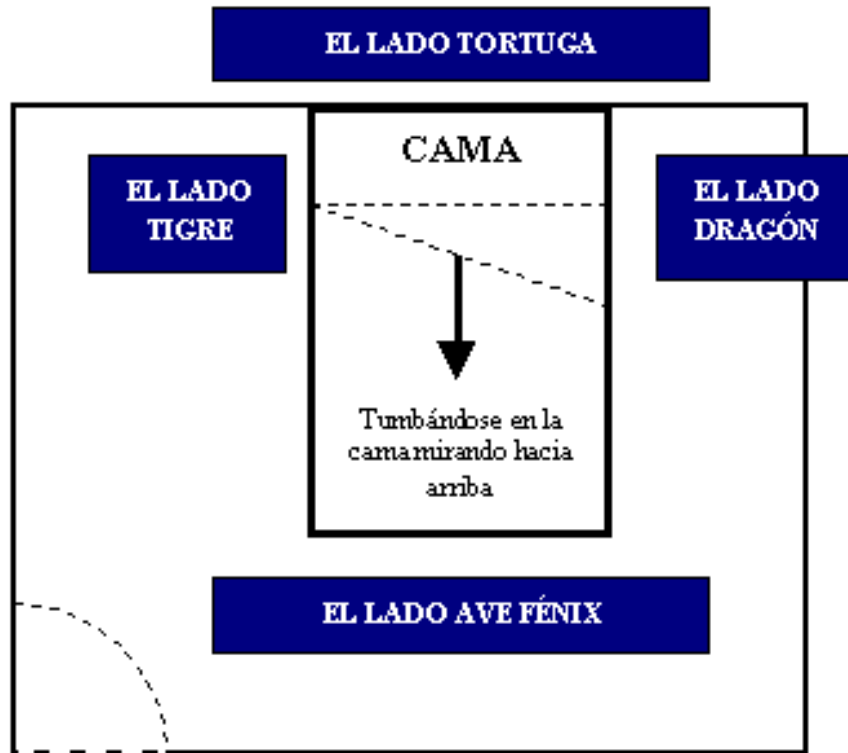 EL LADO TORTUGA
CAMA
EL LADO
TIGRE
EL LADO
DRAGÓN
Tumbándose en la
cama mirando hacia
arriba
EL LADO AVE FÉNIX